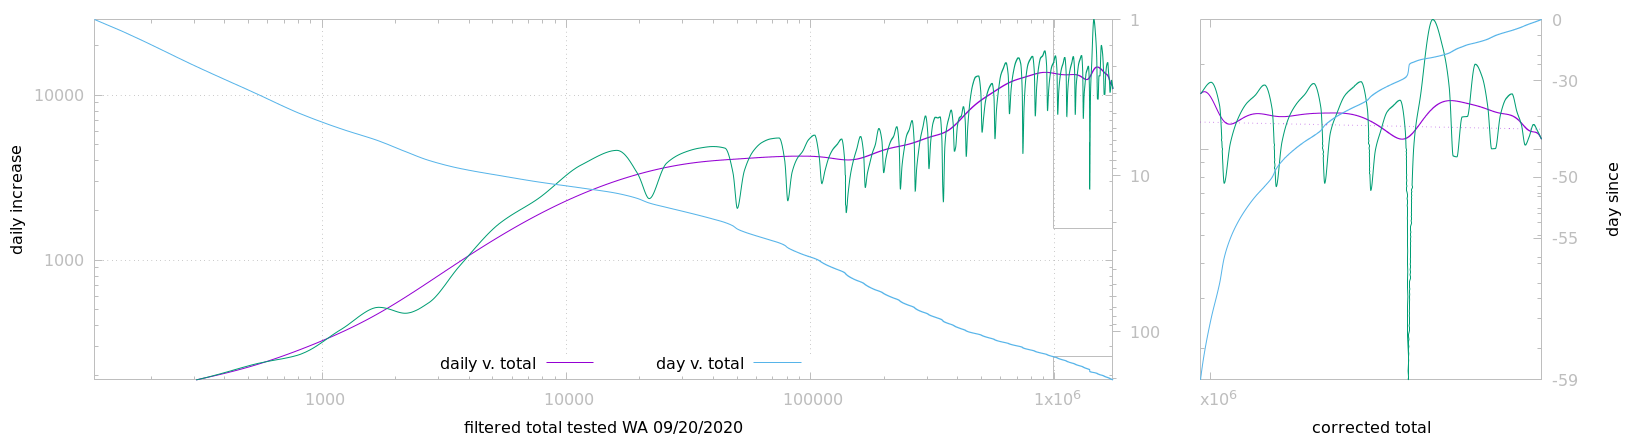 daily increase
10000
1000
1
10
100
daily v. total
day v. total
1000
10000
100000
1x10⁶
filtered total tested WA 09/20/2020
0
-30
-50
-55
-59
day since
x10⁶
corrected total